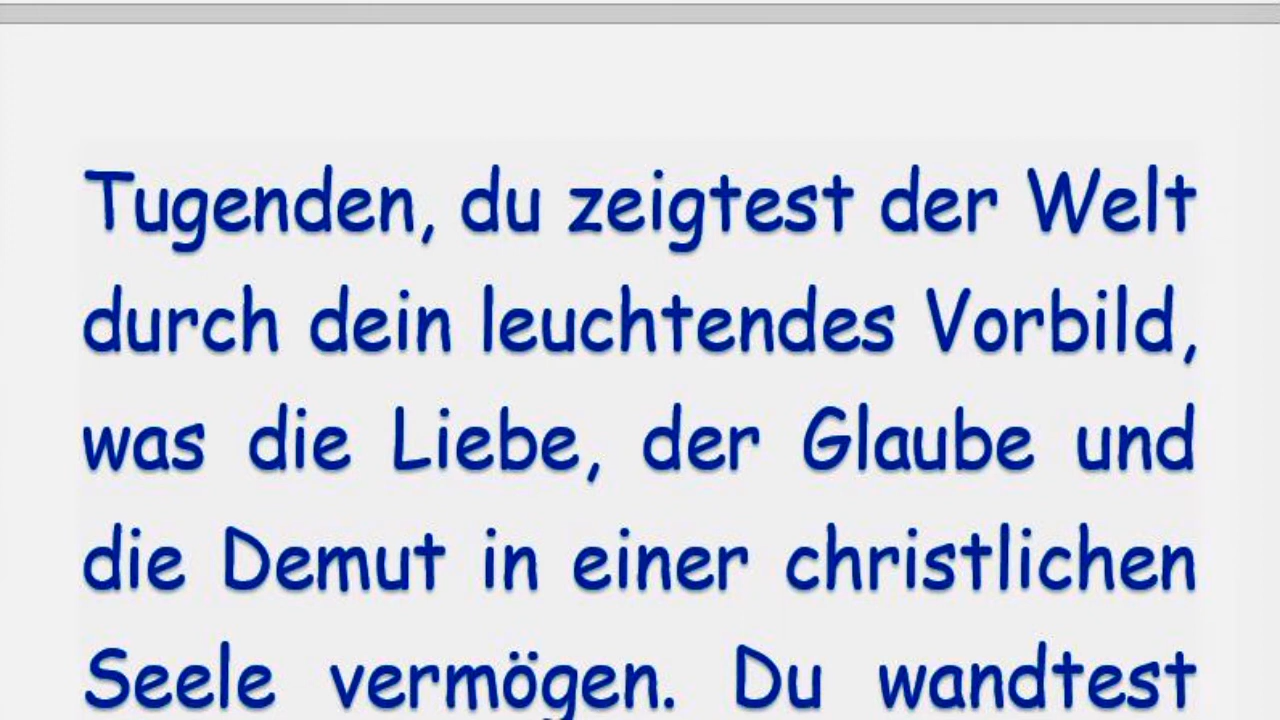 Tugenden, du zeigtest der Welt
durch dein leuchtendes Vorbild,
was die Liebe, der Glaube und
die Demut in einer christlichen
Seele vermögen. Du wandtest